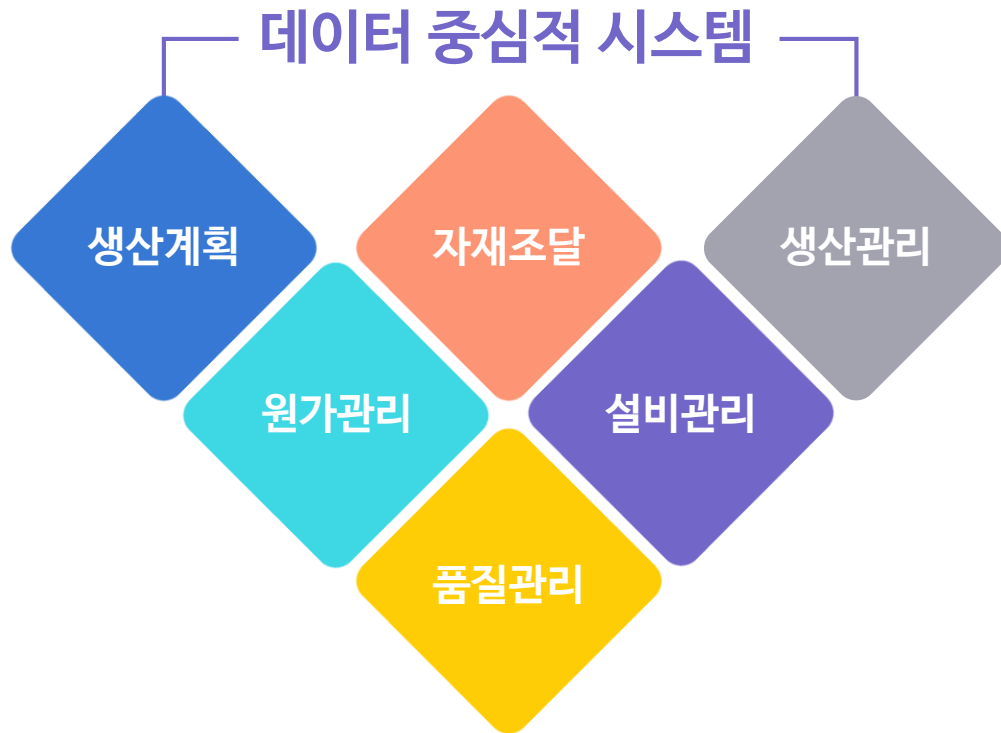 데이터 중심적 시스템
생산계획
자재조달
생산관리
원가관리
설비관리
품질관리